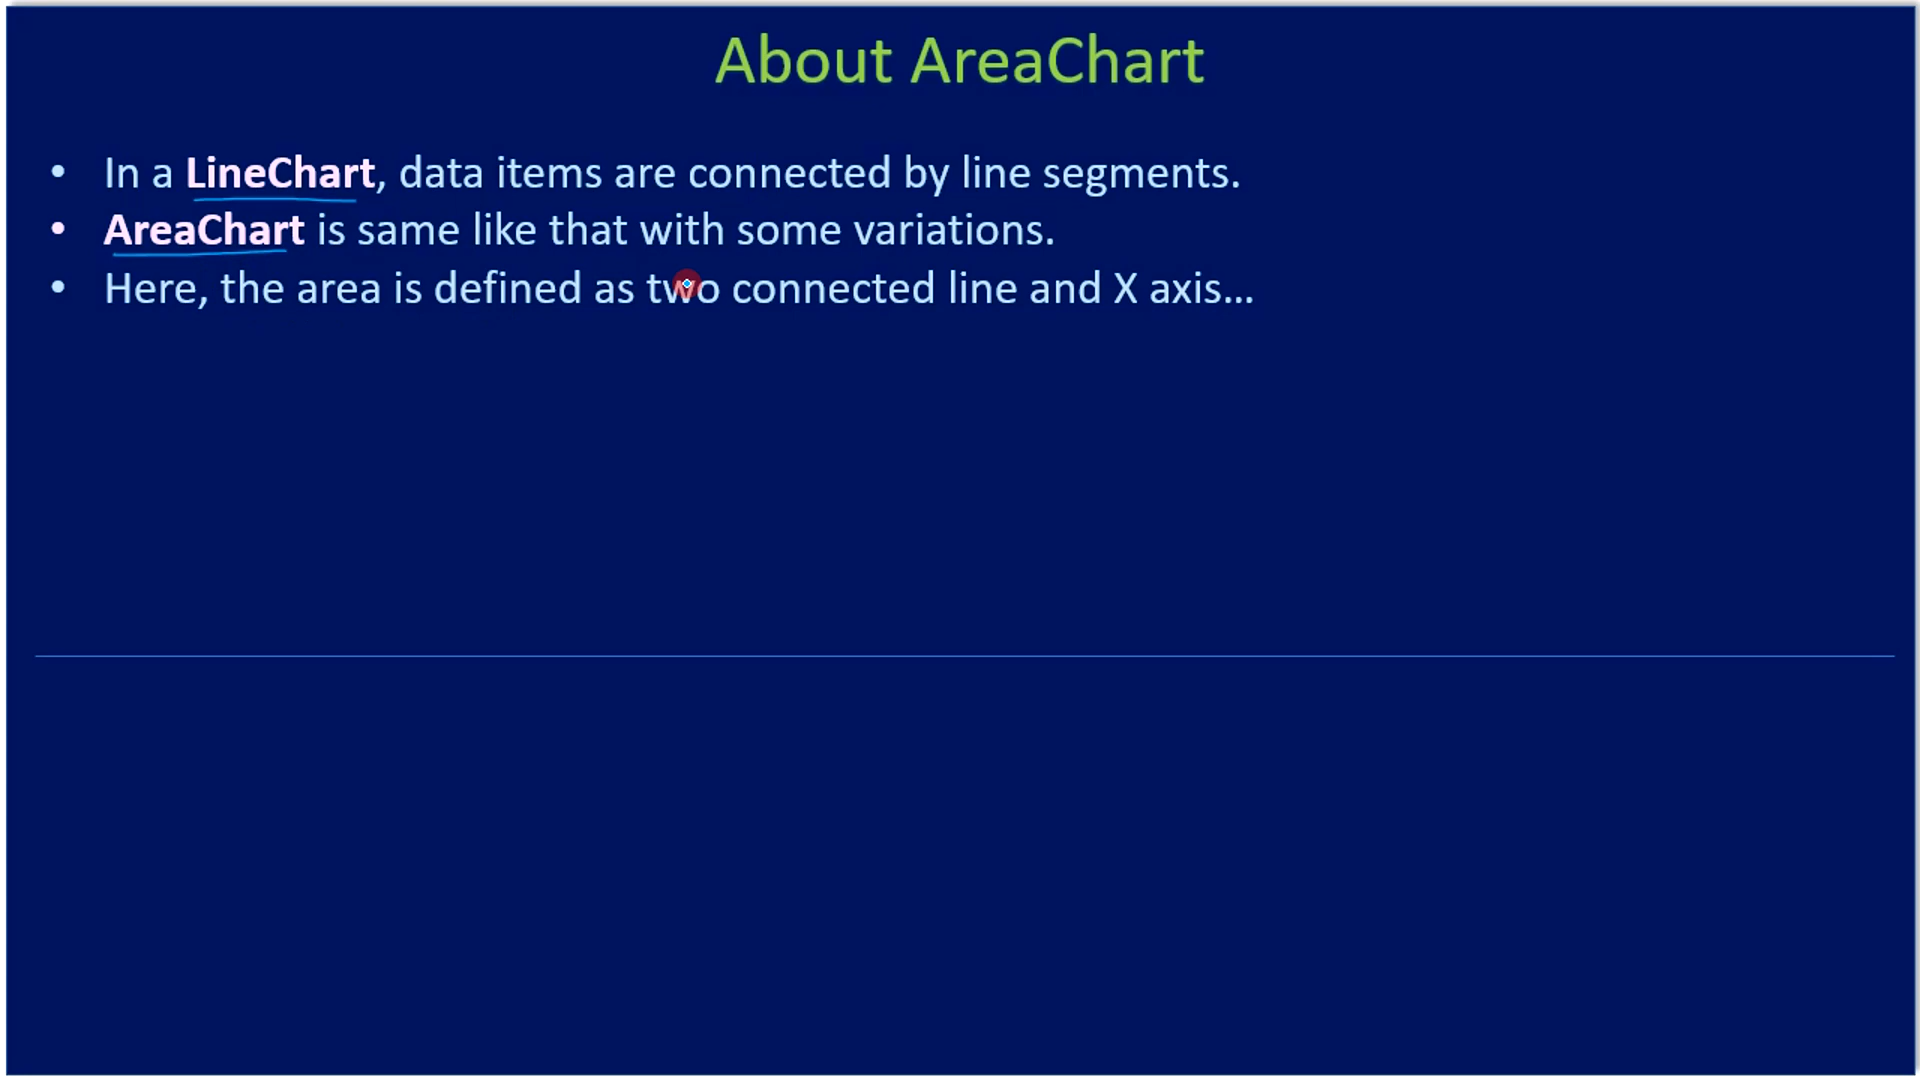 About AreaChart
• In a LineChart, data items are connected by line segments.
• AreaChart is same like that with some variations.
• Here, the area is defined as two connected line and X axis...